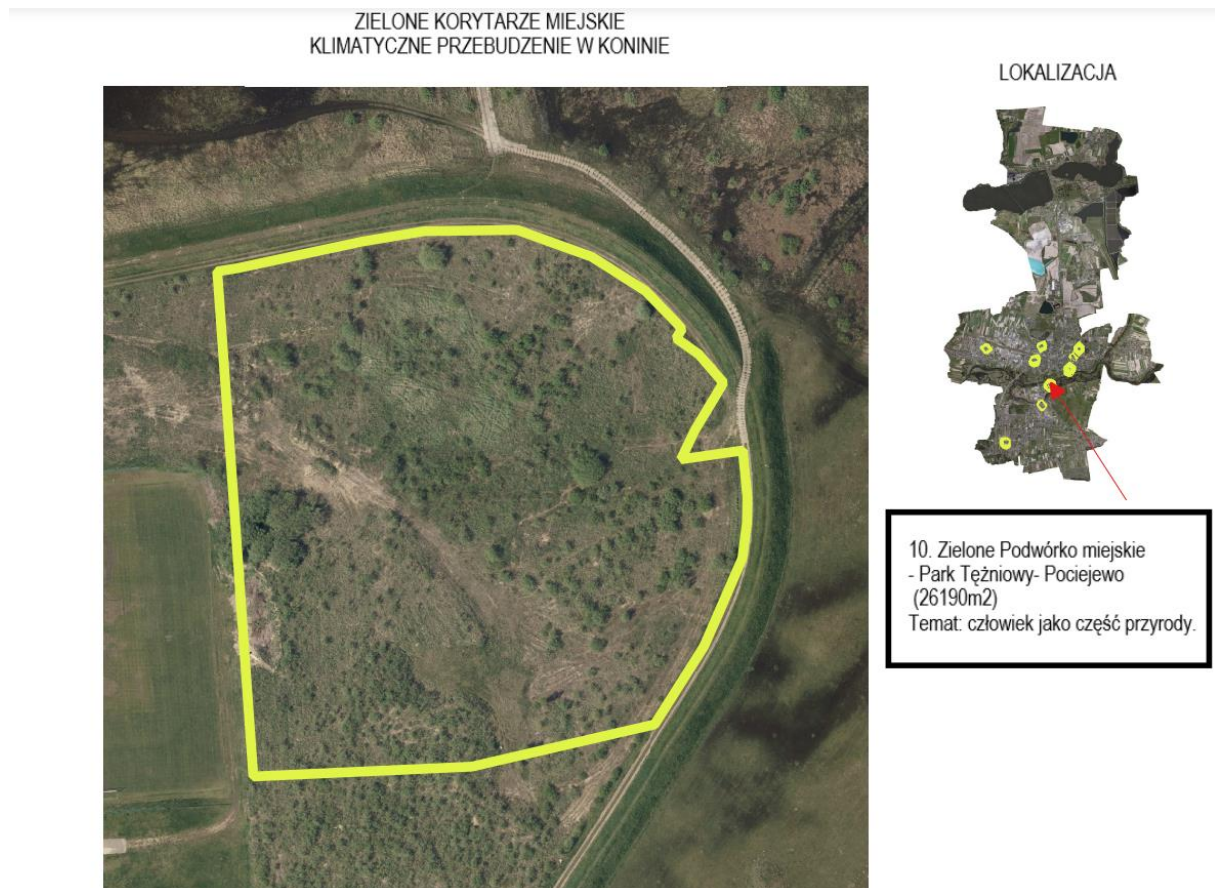 ZIELONE KORYTARZE MIEJSKIE
KLIMATYCZNE PRZEBUDZENIE W KONINIE
LOKALIZACJA
10. Zielone Podwórko miejskie
- Park Tężniowy- Pociejewo
(26190m2)
Temat: człowiek jako część przyrody.